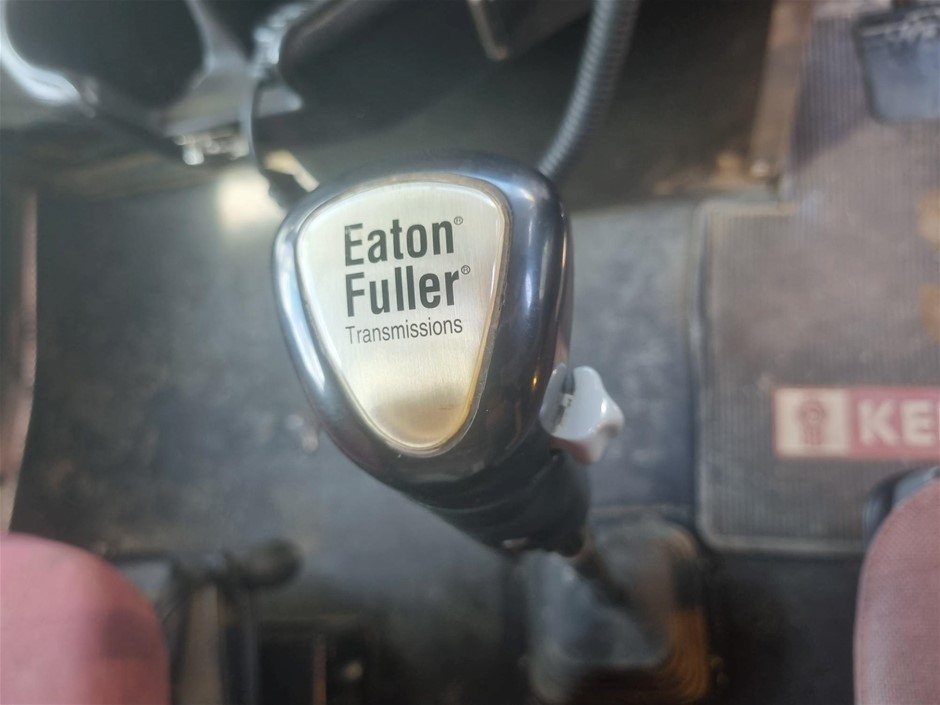 Eaton®
Fuller®
Transmissions
KE